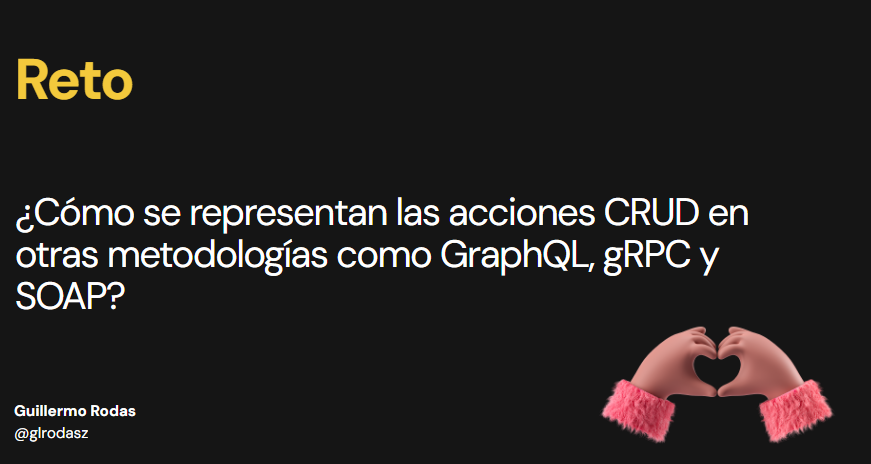 Reto
¿Cómo se representan las acciones CRUD en
otras metodologías como GraphQL, gRPC y
SOAP?
Guillermo Rodas
@glrodasz